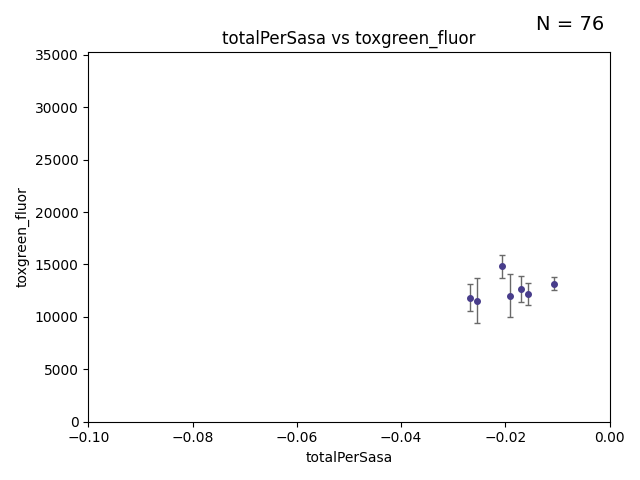 N = 76
totalPerSasa vs toxgreen_fluor
35000
30000
25000
20000
15000
10000
5000
0
toxgreen_fluor
−0.10 −0.08 −0.06 −0.04 −0.02 0.00
totalPerSasa